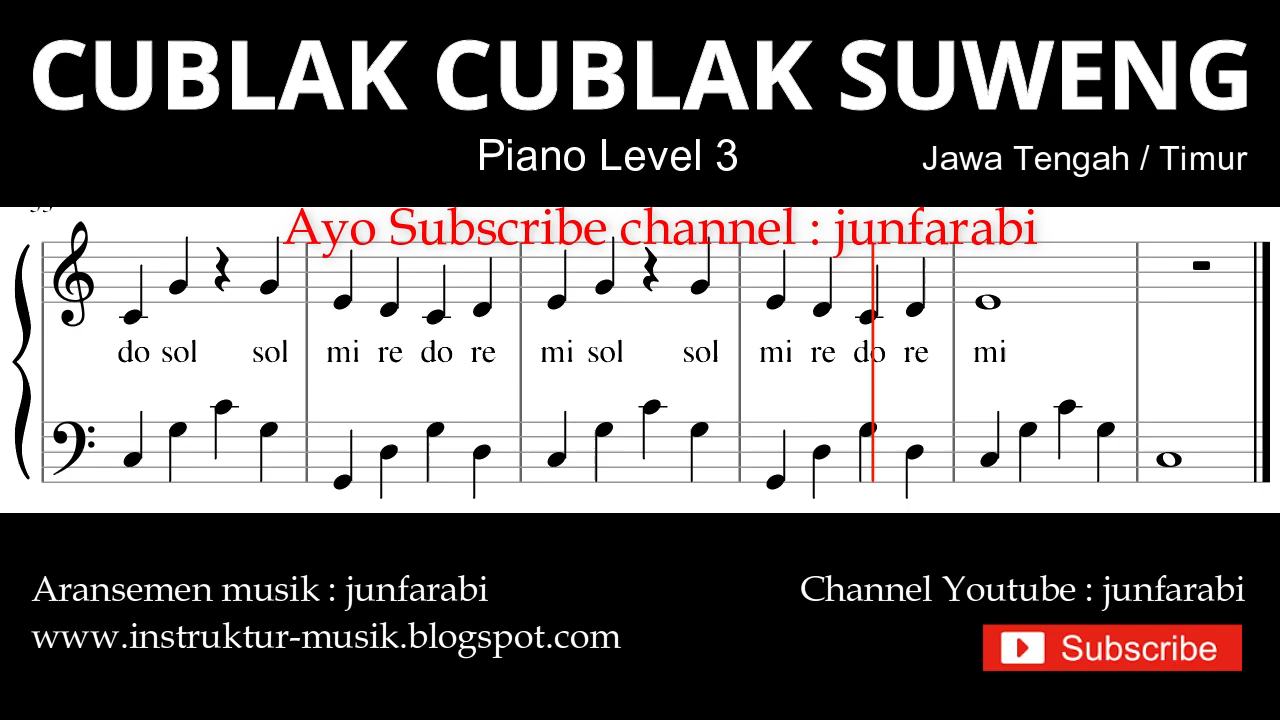 CUBLAK CUBLAK SUWENG
Piano Level 3
Jawa Tengah / Timur
Ayo Subscribe channel : junfarabi
do sol sol mi re do re mi sol sol mi re do re mi
Aransemen musik : junfarabi
Channel Youtube : junfarabi
www.instruktur-musik.blogspot.com
Subscribe